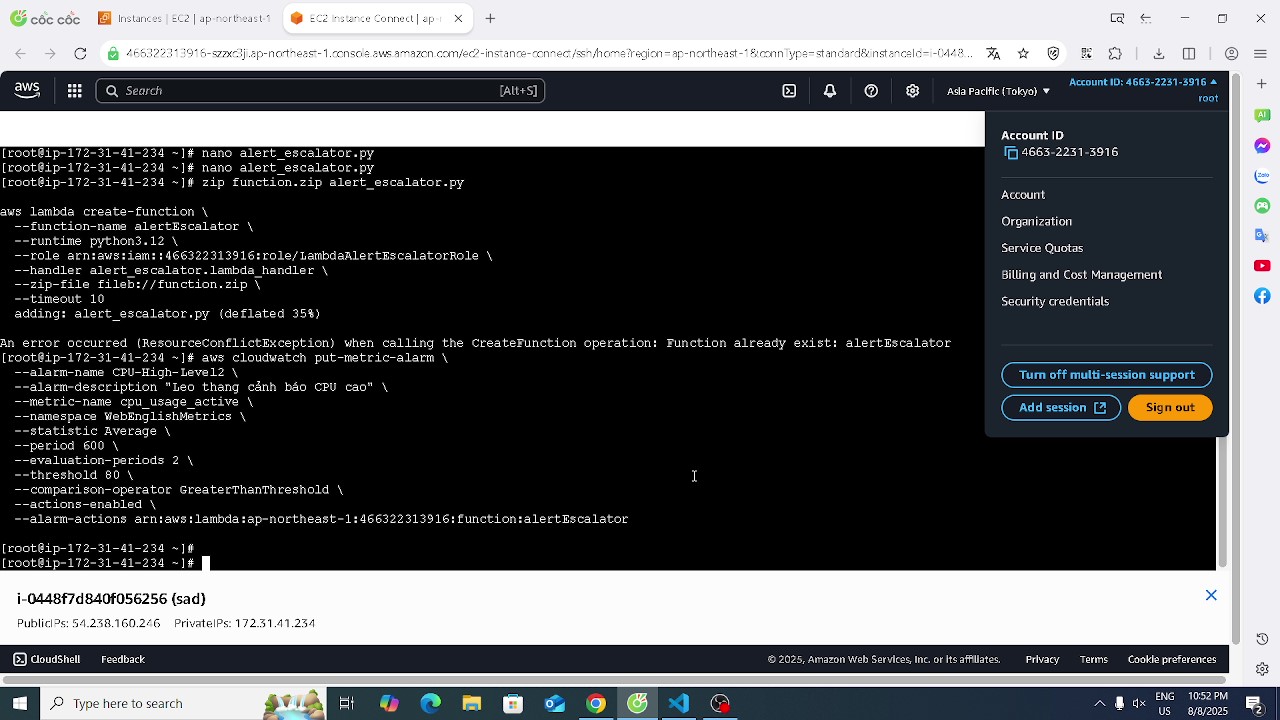 cốc cốc
Instances | EC2 | ap-northeast-1
EC2 Instance Connect | ap-r
466322313916-szzxc3ji.ap-northeast-1.console.aws.amazon.com/ec2-instance-connect/ssh/home?region=ap-northeast-1&connType=standard&instanceId=i-0448...
aws
Search
[Alt+S]
Asia Pacific (Tokyo)
Account ID: 4663-2231-3916
root
[root@ip-172-31-41-234 ~]# nano alert_escalator.py
[root@ip-172-31-41-234 ~]# nano alert_escalator.py
[root@ip-172-31-41-234 ~]# zip function.zip alert_escalator.py
aws lambda create-function \
--function-name alertEscalator \
--runtime python3.12 \
--role arn:aws:iam::466322313916:role/LambdaAlertEscalatorRole \
--handler alert_escalator.lambda_handler \
--zip-file fileb://function.zip \
--timeout 10
adding: alert_escalator.py (deflated 35%)
An error occurred (ResourceConflictException) when calling the CreateFunction operation: Function already exist: alertEscalator
[root@ip-172-31-41-234 ~]# aws cloudwatch put-metric-alarm \
--alarm-name CPU-High-Level2 \
--alarm-description "Leo thang cảnh báo CPU cao" \
--metric-name cpu_usage_active \
--namespace WebEnglishMetrics \
--statistic Average \
--period 600 \
--evaluation-periods 2 \
--threshold 80 \
--comparison-operator GreaterThanThreshold \
--actions-enabled \
--alarm-actions arn:aws:lambda:ap-northeast-1:466322313916:function:alertEscalator
[root@ip-172-31-41-234 ~]#
[root@ip-172-31-41-234 ~]#
Account ID
4663-2231-3916
Account
Organization
Service Quotas
Billing and Cost Management
Security credentials
Turn off multi-session support
Add session
Sign out
i-0448f7d840f056256 (sad)
PublicIPs: 54.238.160.246 PrivateIPs: 172.31.41.234
CloudShell
Feedback
© 2025, Amazon Web Services, Inc. or its affiliates.
Privacy
Terms
Cookie preferences
AI
Zalo
Type here to search
ENG
US
10:52 PM
8/8/2025
2